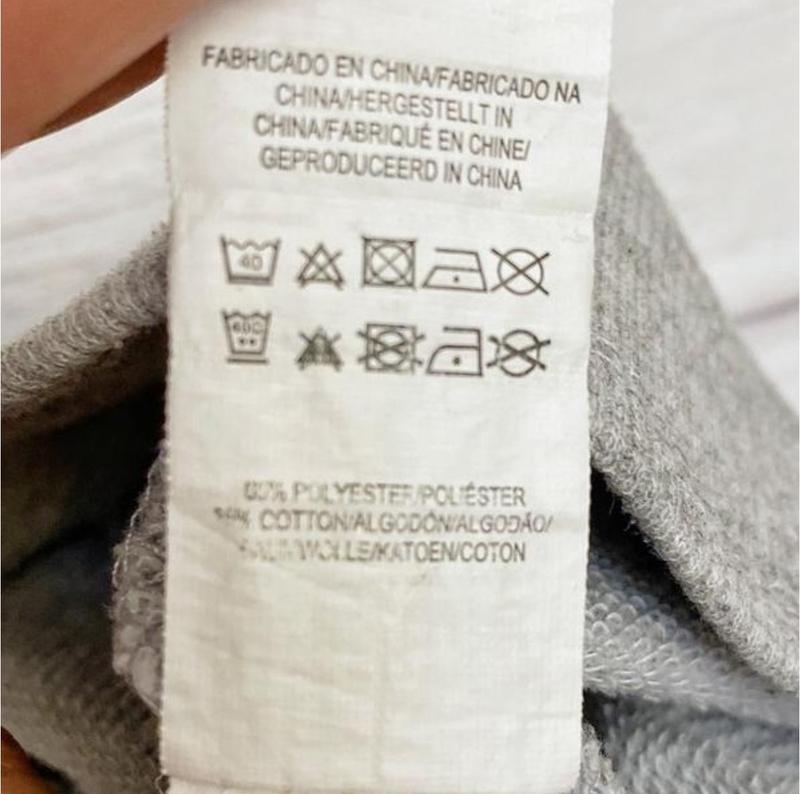 FABRICADO EN CHINA/FABRICADO NA
CHINA/HERGESTELLT IN
CHINA/FABRIQUÉ EN CHINE/
GEPRODUCEERD IN CHINA
40
POLYESTER/POLIÉSTER
COTTON/ALGODÓN/ALGODÃO/
KATOEN/COTON